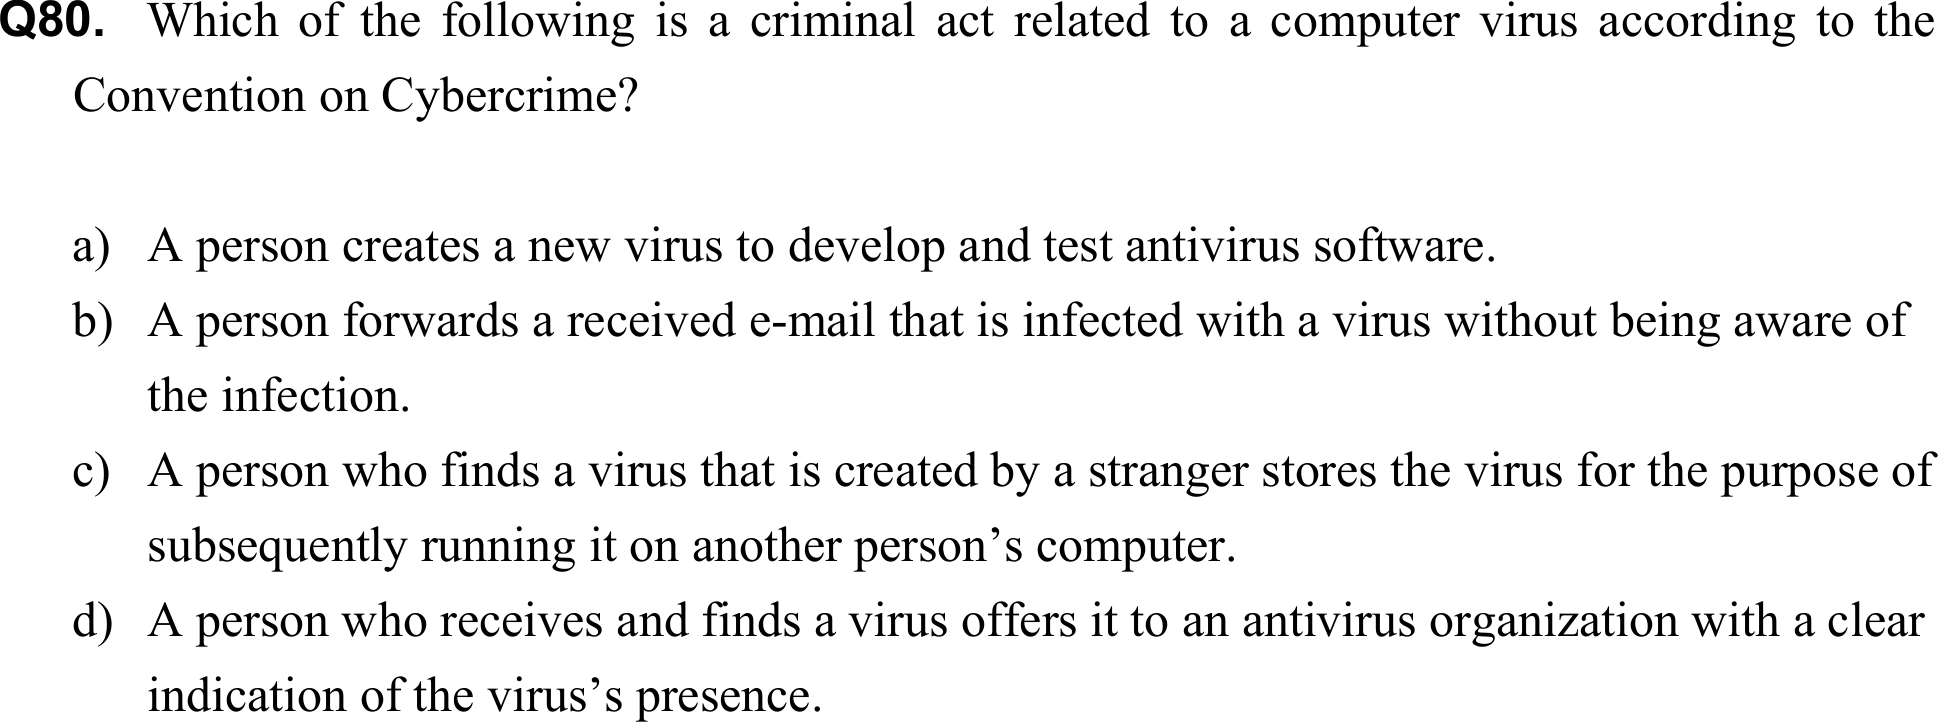 Q80. Which of the following is a criminal act related to a computer virus according to the
Convention on Cybercrime?
a) A person creates a new virus to develop and test antivirus software.
b) A person forwards a received e-mail that is infected with a virus without being aware of
the infection.
c) A person who finds a virus that is created by a stranger stores the virus for the purpose of
subsequently running it on another person’s computer.
d) A person who receives and finds a virus offers it to an antivirus organization with a clear
indication of the virus’s presence.